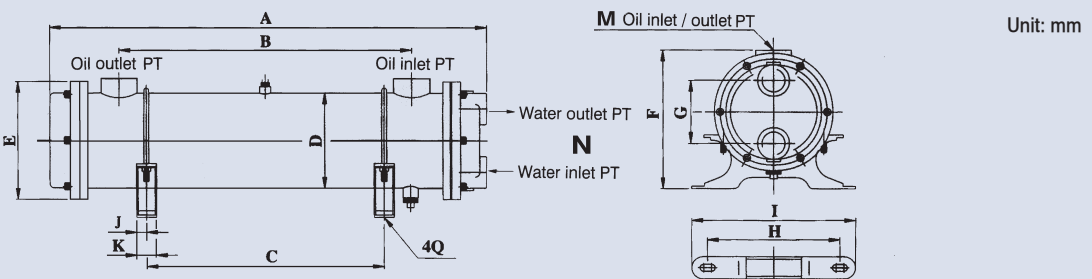 A
M Oil inlet / outlet PT
Unit: mm
B
Oil outlet PT
Oil inlet PT
E
D
Water outlet PT
N
Water inlet PT
F
G
J
K
C
4Q
I
H